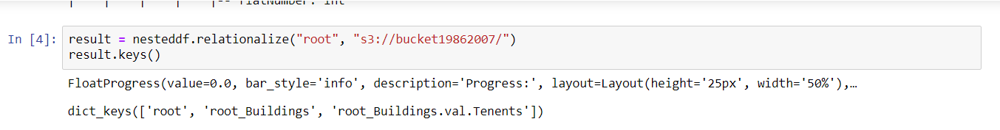 |-- flatNumber: int
In [4]: result = nesteddf.relationalize("root", "s3://bucket19862007/")
result.keys()
FloatProgress(value=0.0, bar_style='info', description='Progress:', layout=Layout(height='25px', width='50%'),…
dict_keys(['root', 'root_Buildings', 'root_Buildings.val.Tenents'])